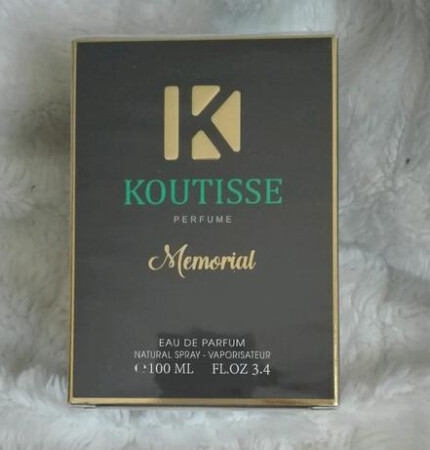 K
KOUTISSE
PERFUME
Memorial
EAU DE PARFUM
NATURAL SPRAY - VAPORISATEUR
100 ML FL.OZ 3.4